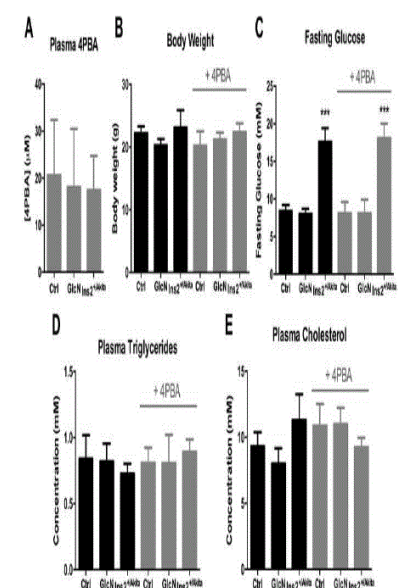 A
Plasma 4PBA
[4PBA] (µM)
40
30
20
10
0
Ctrl GlcN Ins2+/Akita
B
Body Weight
+ 4PBA
Body weight (g)
30
20
10
0
Ctrl GlcN Ins2+/Akita Ctrl GlcN Ins2+/Akita
C
Fasting Glucose
+ 4PBA
Fasting Glucose (mM)
25
20
15
10
5
0
*** ***
Ctrl GlcN Ins2+/Akita Ctrl GlcN Ins2+/Akita
D
Plasma Triglycerides
+ 4PBA
Concentration (mM)
1.5
1.0
0.5
0.0
Ctrl GlcN Ins2+/Akita Ctrl GlcN Ins2+/Akita
E
Plasma Cholesterol
+ 4PBA
Concentration (mM)
15
10
5
0
Ctrl GlcN Ins2+/Akita Ctrl GlcN Ins2+/Akita